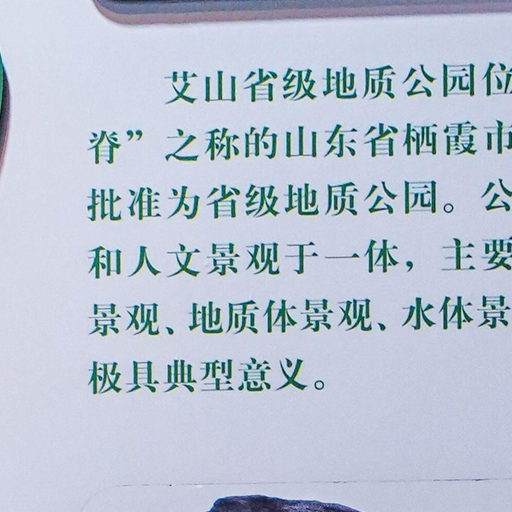 艾山省级地质公园位
脊”之称的山东省栖霞市
批准为省级地质公园。公
和人文景观于一体，主要
景观、地质体景观、水体景
极具典型意义。